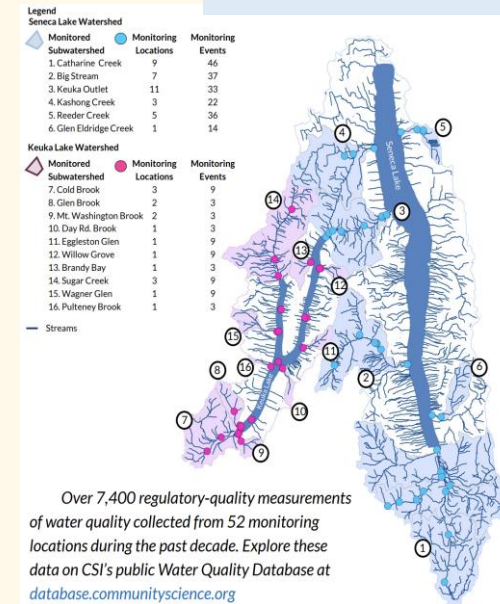 Legend
Seneca Lake Watershed
Monitored Subwatershed Monitoring Locations Monitoring Events
1. Catharine Creek 9 46
2. Big Stream 7 37
3. Keuka Outlet 11 33
4. Kashong Creek 3 22
5. Reeder Creek 5 36
6. Glen Eldridge Creek 1 14
Keuka Lake Watershed
Monitored Subwatershed Monitoring Locations Monitoring Events
7. Cold Brook 3 9
8. Glen Brook 2 3
9. Mt. Washington Brook 2 3
10. Day Rd. Brook 1 3
11. Eggleston Glen 1 9
12. Willow Grove 1 9
13. Brandy Bay 1 3
14. Sugar Creek 3 9
15. Wagner Glen 1 9
16. Pulteney Brook 1 3
Streams
4
5
Seneca Lake
14
3
13
12
15
11
8
16
2
6
10
7
9
1
Over 7,400 regulatory-quality measurements
of water quality collected from 52 monitoring
locations during the past decade. Explore these
data on CSI's public Water Quality Database at
database.communityscience.org